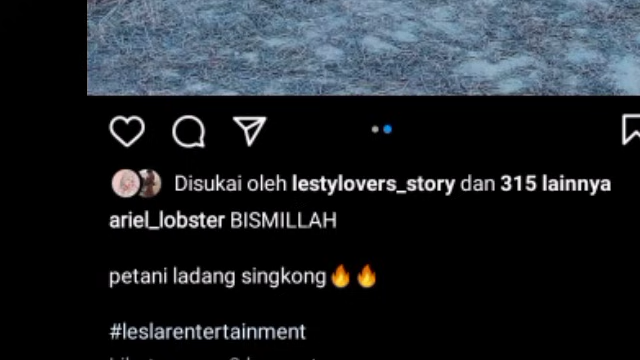 Disukai oleh lestylovers_story dan 315 lainnya
ariel_lobster BISMILLAH
petani ladang singkong🔥🔥
#leslarentertainment